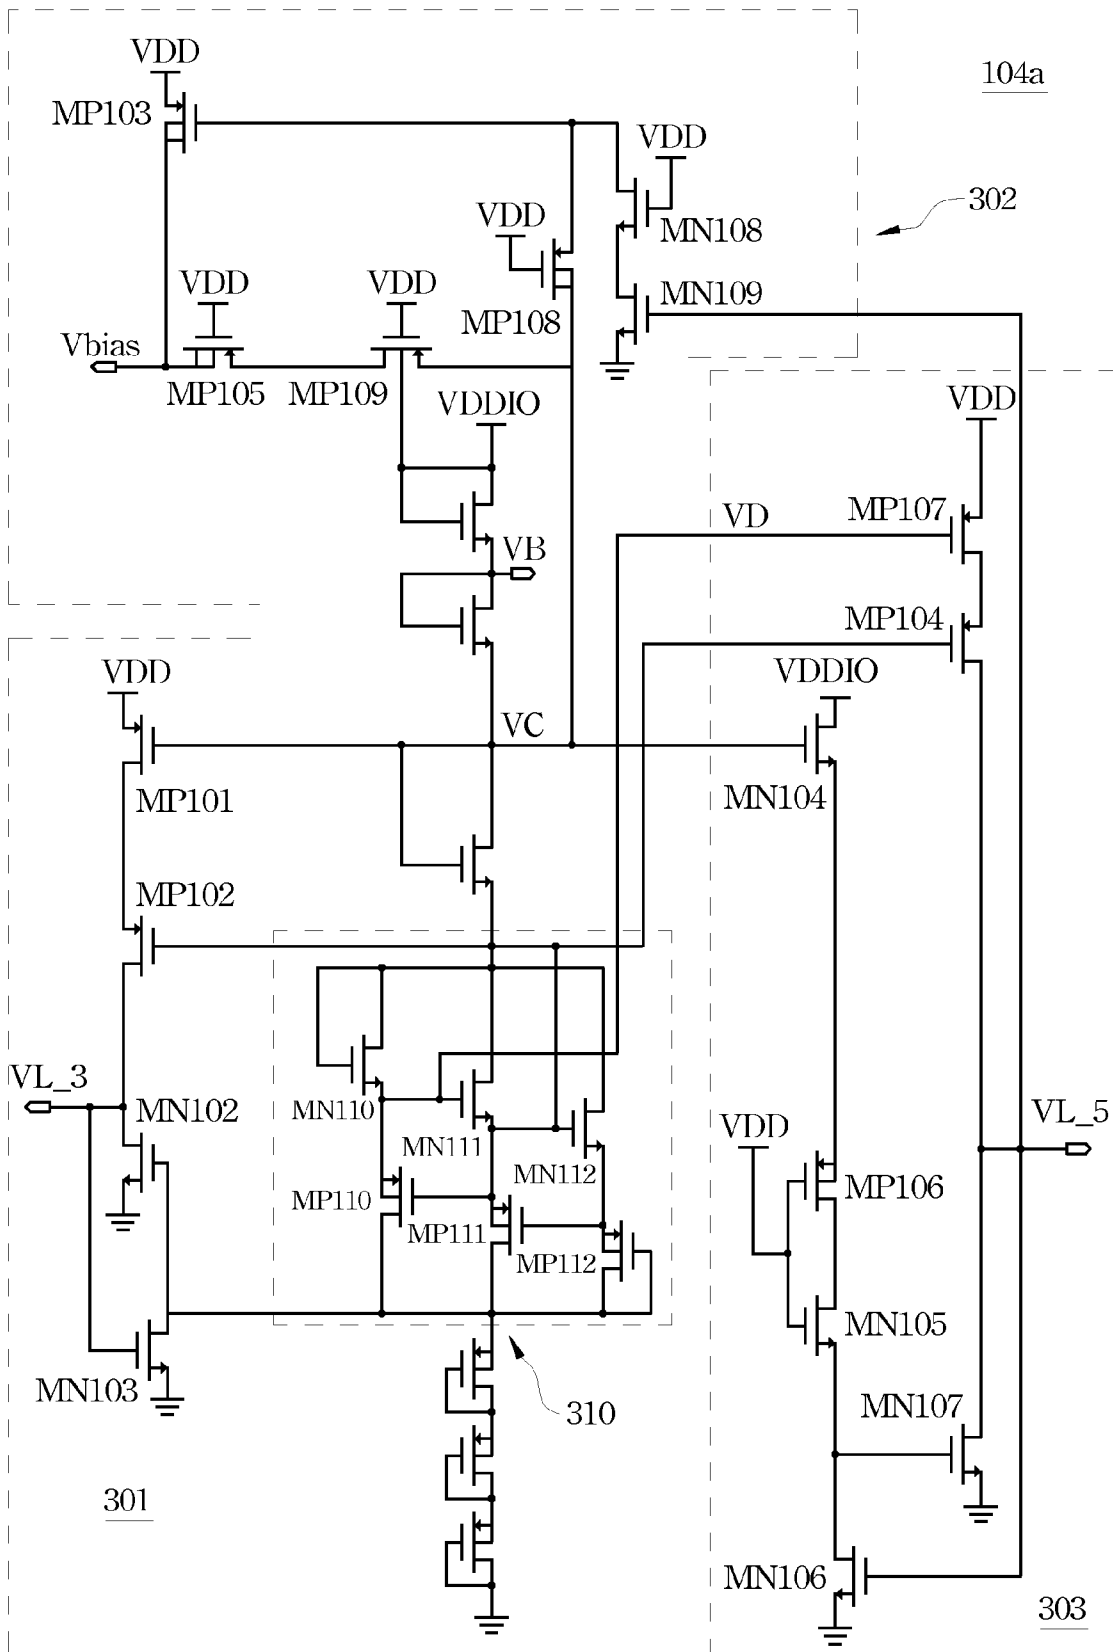 VDD
104a
MP103
VDD
302
VDD
MN108
VDD
VDD
MN109
MP108
Vbias
MP105
MP109
VDDIO
VDD
MP107
VD
VB
MP104
VDD
VDDIO
VC
MP101
MN104
MP102
VL_3
MN110
MN102
VL_5
MN111
VDD
MN112
MP110
MP106
MP111
MP112
MN105
MN103
310
MN107
301
MN106
303